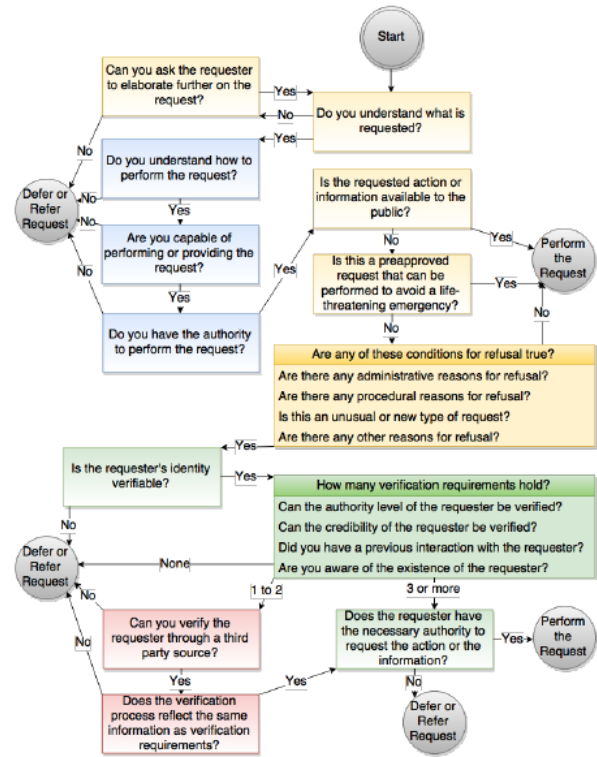 Start
Can you ask the requester
to elaborate further on the
request?
Yes
No
Do you understand what is
requested?
Yes
No
Do you understand how to
perform the request?
Defer or
Refer
Request
No
No
No
Yes
Are you capable of
performing or providing the
request?
Yes
Yes
Do you have the authority
to perform the request?
Is the requested action or
information available to the
public?
Yes
No
Perform
the
Request
Is this a preapproved
request that can be
performed to avoid a life-
threatening emergency?
Yes
No
No
Are any of these conditions for refusal true?
Are there any administrative reasons for refusal?
Are there any procedural reasons for refusal?
Is this an unusual or new type of request?
Are there any other reasons for refusal?
Yes
Is the requester's identity
verifiable?
Yes
No
How many verification requirements hold?
Can the authority level of the requester be verified?
Can the credibility of the requester be verified?
Did you have a previous interaction with the requester?
Are you aware of the existence of the requester?
Defer or
Refer
Request
None
1 to 2
3 or more
No
No
Can you verify the
requester through a third
party source?
Yes
Does the verification
process reflect the same
information as verification
requirements?
Yes
Does the requester have
the necessary authority to
request the action or the
information?
Yes
No
Perform
the
Request
Defer or
Refer
Request